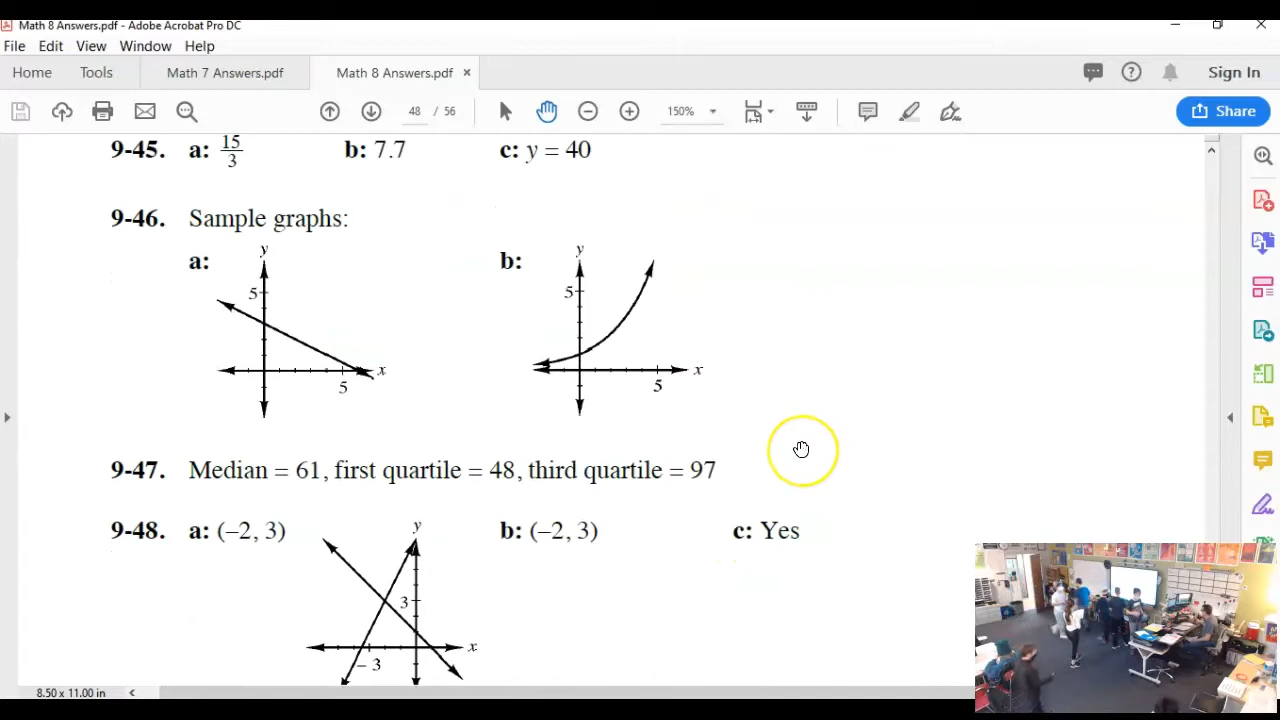 Math 8 Answers.pdf - Adobe Acrobat Pro DC
File Edit View Window Help
Home Tools Math 7 Answers.pdf Math 8 Answers.pdf × Sign In
48 / 56 150% Share
9-45. a: 15/3 b: 7.7 c: y = 40
9-46. Sample graphs:
a: y 5 5 x
b: y 5 5 x
9-47. Median = 61, first quartile = 48, third quartile = 97
9-48. a: (–2, 3) b: (–2, 3) c: Yes
y
3
x
–3
8.50 x 11.00 in